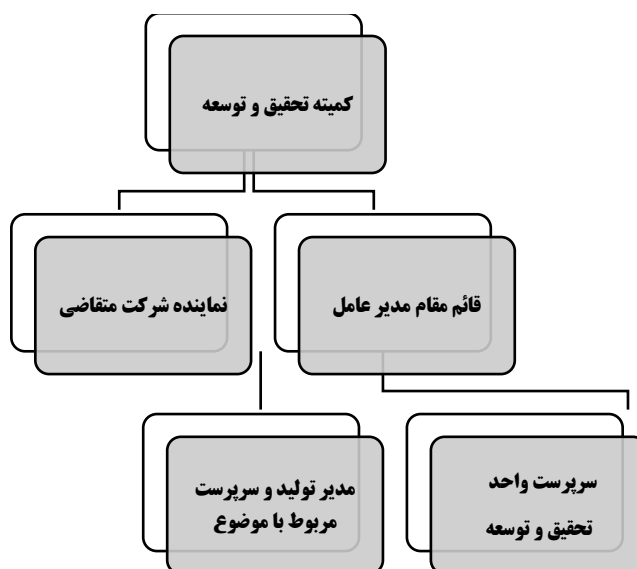 کمیته تحقیق و توسعه
قائم مقام مدیر عامل
نماینده شرکت متقاضی
سرپرست واحد
تحقیق و توسعه
مدیر تولید و سرپرست
مربوط با موضوع